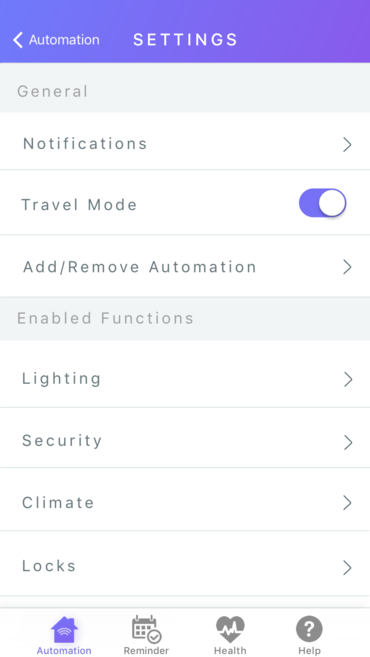 Automation
SETTINGS
General
Notifications
Travel Mode
Add/Remove Automation
Enabled Functions
Lighting
Security
Climate
Locks
Automation Reminder Health Help